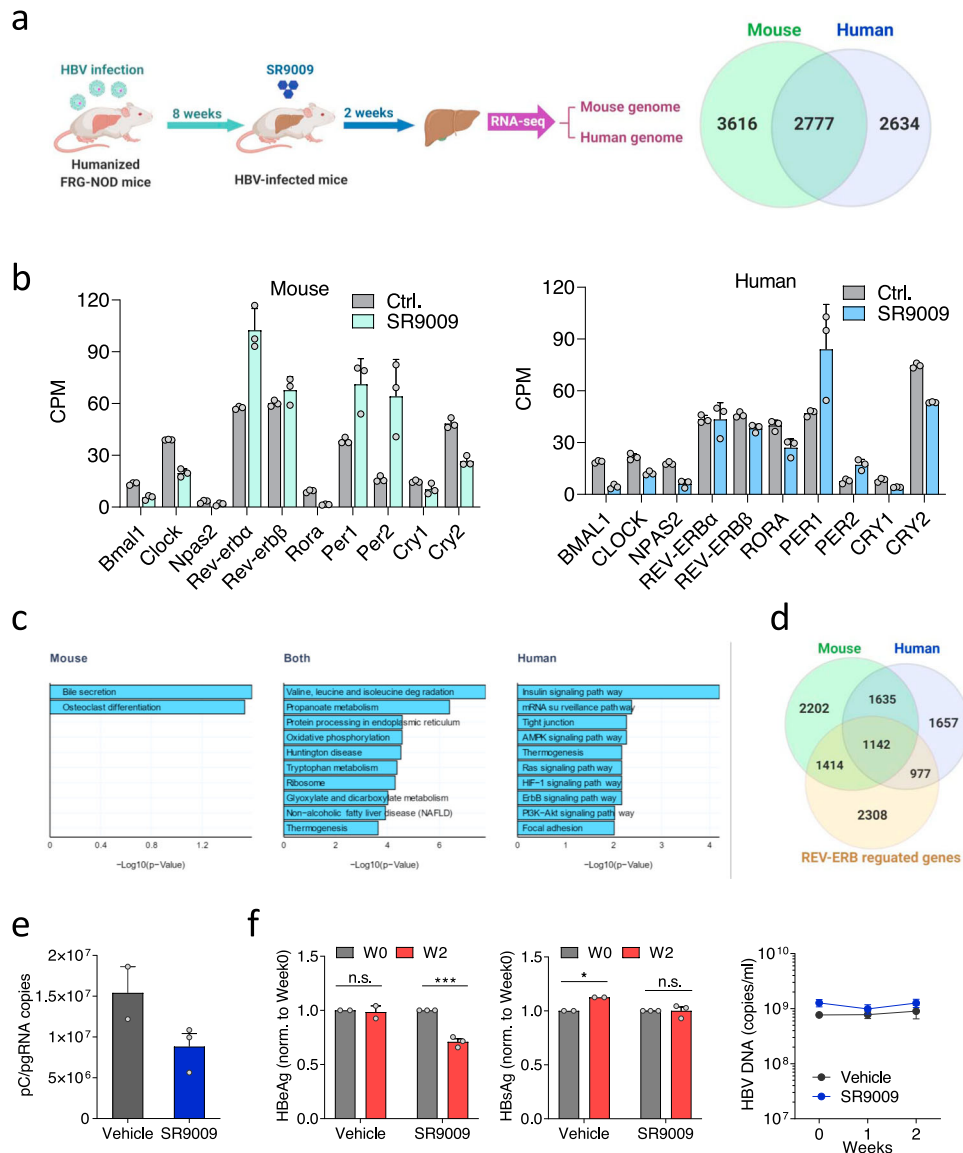 a
HBV infection
SR9009
8 weeks
2 weeks
RNA-seq
Mouse genome
Human genome
Humanized
FRG-NOD mice
HBV-infected mice
Mouse
Human
3616
2777
2634
b
Mouse
Ctrl.
SR9009
CPM
120
90
60
30
0
Bmal1
Clock
Npas2
Rev-erbα
Rev-erbβ
Rora
Per1
Per2
Cry1
Cry2
Human
Ctrl.
SR9009
CPM
120
90
60
30
0
BMAL1
CLOCK
NPAS2
REV-ERBα
REV-ERBβ
RORA
PER1
PER2
CRY1
CRY2
c
Mouse
Bile secretion
Osteoclast differentiation
0
0.4
0.8
1.2
−Log10(p−Value)
Both
Valine, leucine and isoleucine deg radation
Propanoate metabolism
Protein processing in endoplasmic reticulum
Oxidative phosphorylation
Huntington disease
Tryptophan metabolism
Ribosome
Glyoxylate and dicarboxylate metabolism
Non-alcoholic fatty liver disease (NAFLD)
Thermogenesis
0
2
4
6
−Log10(p−Value)
Human
Insulin signaling path way
mRNA su rveillance path way
Tight junction
AMPK signaling path way
Thermogenesis
Ras signaling path way
HIF-1 signaling path way
ErbB signaling path way
PI3K-Akt signaling path way
Focal adhesion
0
1
2
3
4
−Log10(p−Value)
d
Mouse
Human
2202
1635
1657
1142
1414
977
2308
REV-ERB reguated genes
e
pC/pgRNA copies
2×10⁷
1.5×10⁷
1×10⁷
5×10⁶
0
Vehicle
SR9009
f
HBeAg (norm. to Week0)
W0
W2
1.5
1.0
0.5
0.0
n.s.
***
Vehicle
SR9009
HBsAg (norm. to Week0)
W0
W2
1.5
1.0
0.5
0.0
*
n.s.
Vehicle
SR9009
HBV DNA (copies/ml)
10¹⁰
10⁹
10⁸
10⁷
Vehicle
SR9009
0
1
2
Weeks